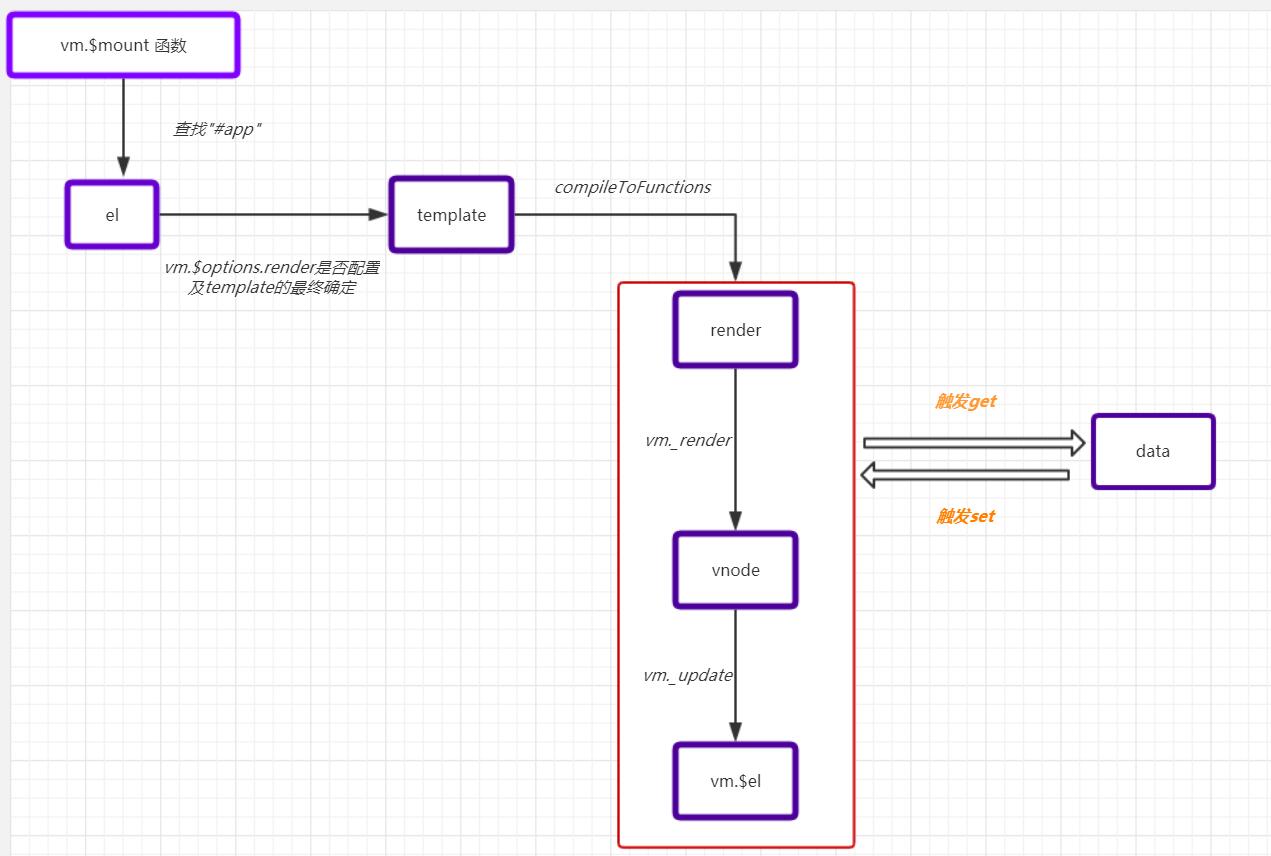 vm.$mount 函数
查找"#app"
el
template
compileToFunctions
vm.$options.render是否配置
及template的最终确定
render
触发get
vm._render
data
触发set
vnode
vm._update
vm.$el